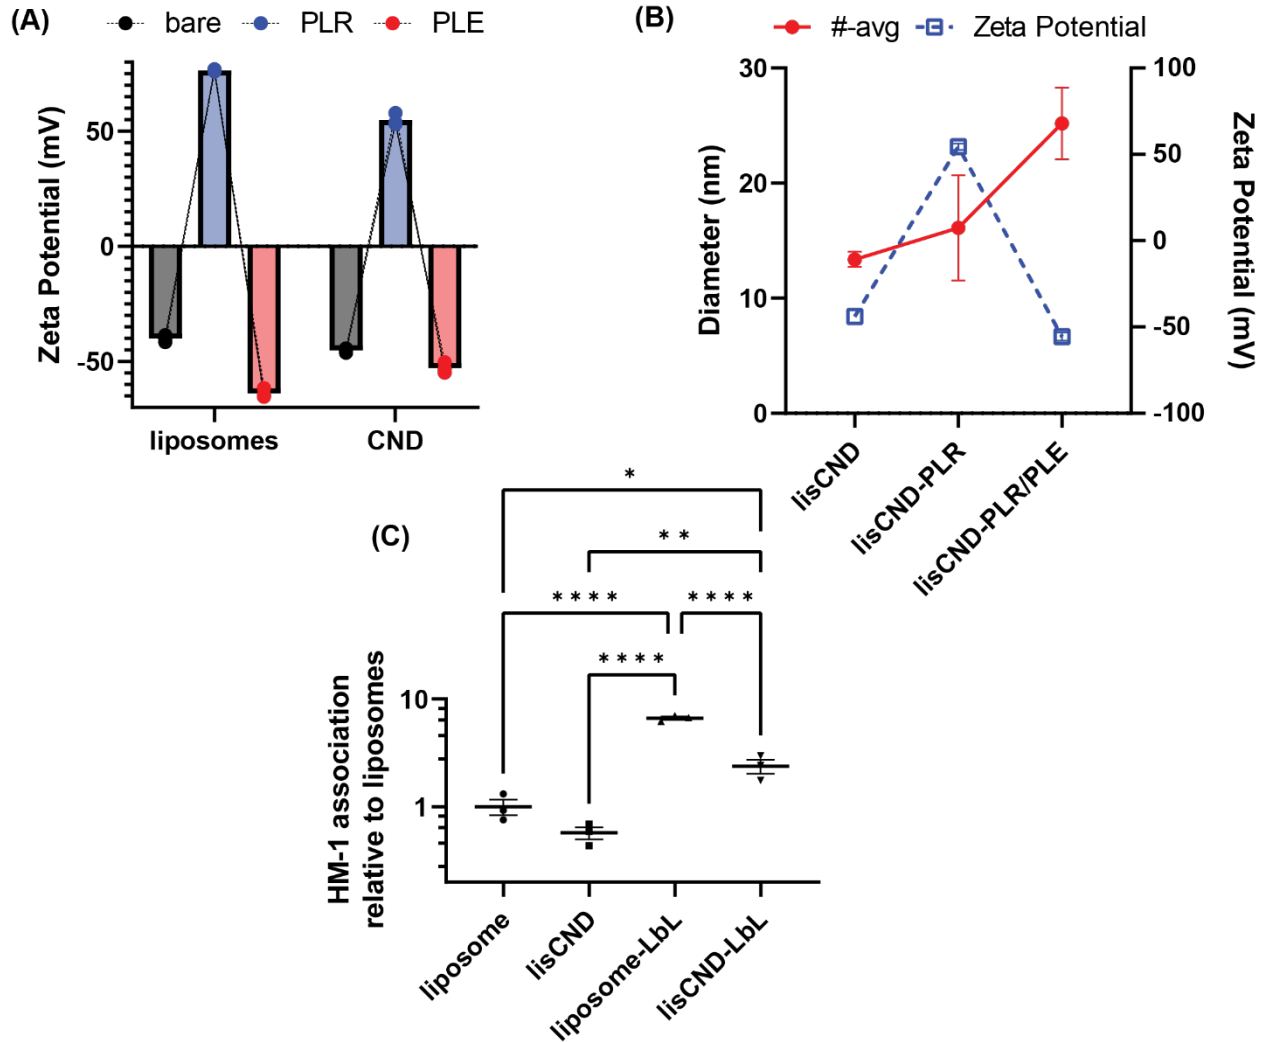 (A)
bare PLR PLE
Zeta Potential (mV)
50
0
-50
liposomes CND
(B)
#-avg Zeta Potential
Diameter (nm)
30
20
10
0
100
50
0
-50
-100
Zeta Potential (mV)
lisCND
lisCND-PLR
lisCND-PLR/PLE
(C)
*
* *
* * * * * * * *
* * * *
HM-1 association
relative to liposomes
10
1
liposome
lisCND
liposome-LbL
lisCND-LbL